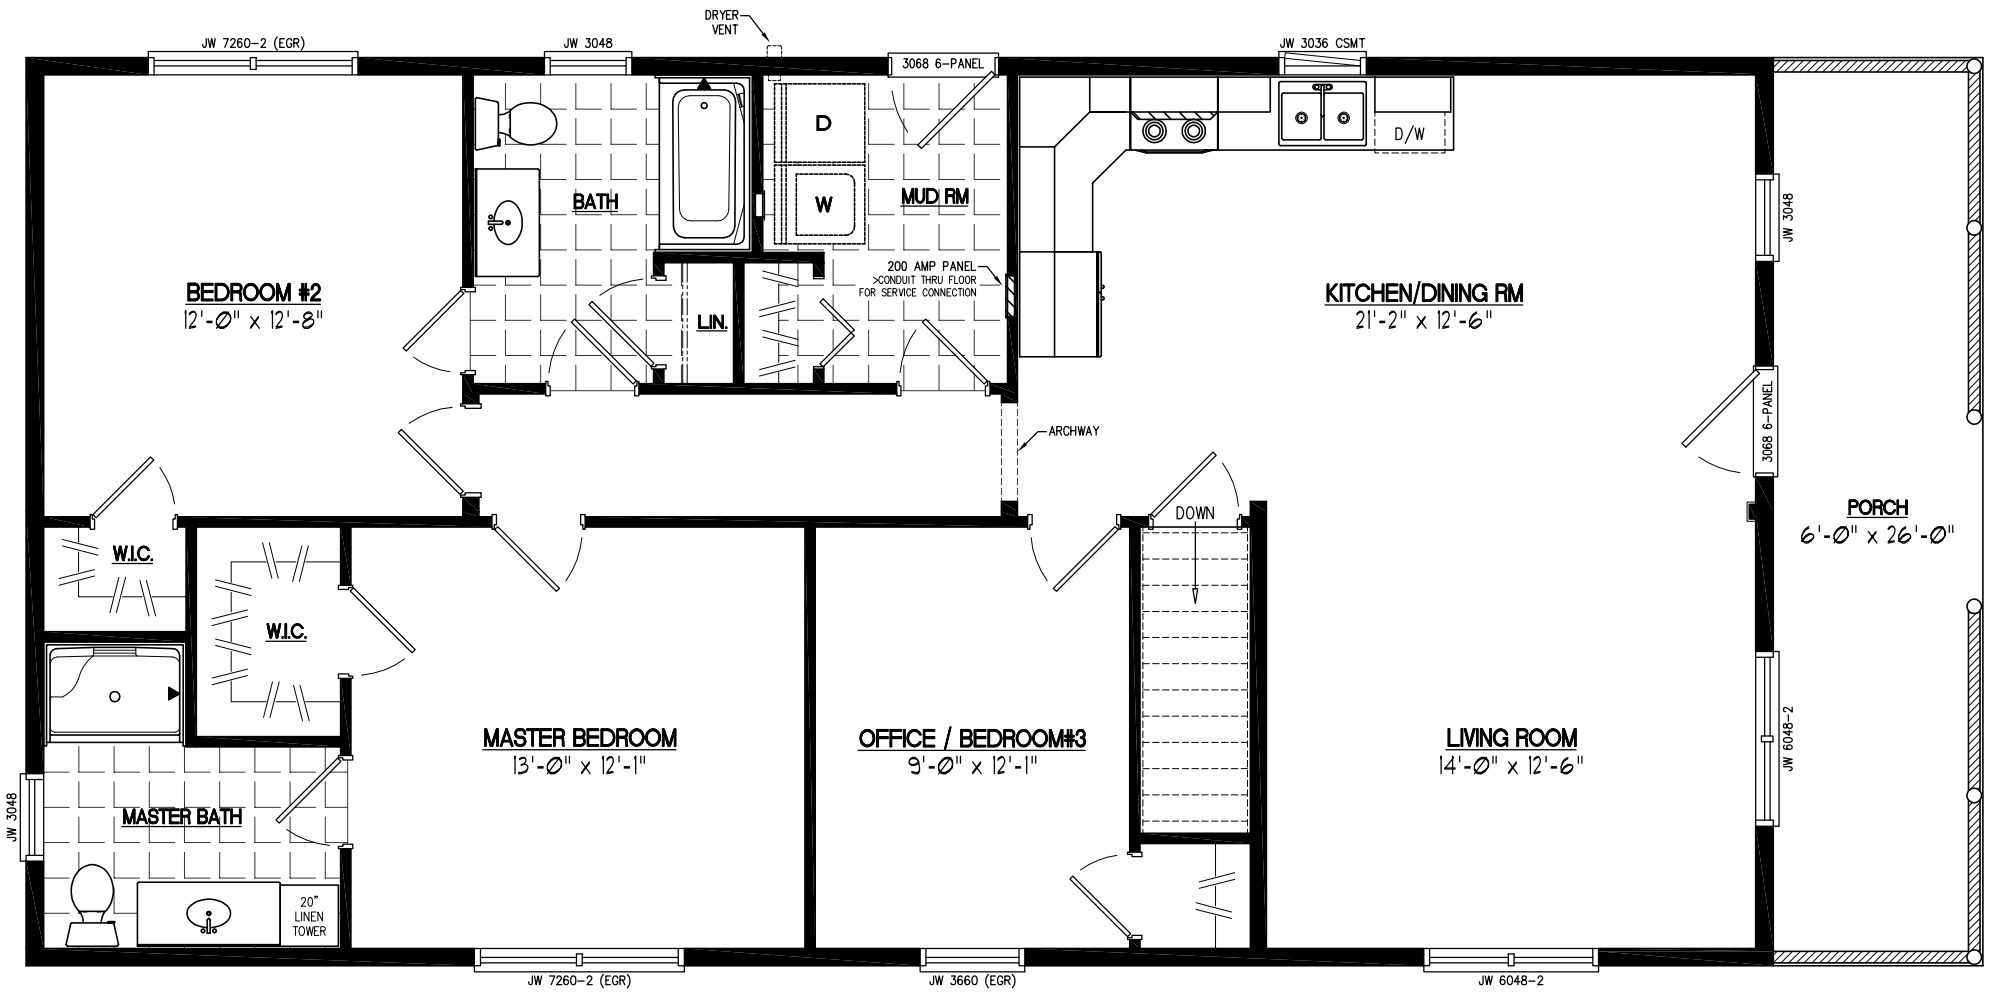 DRYER
VENT
JW 7260-2 (EGR)
JW 3048
3068 6-PANEL
JW 3036 CSMT
D
W
D/W
BATH
MUD RM
JW 3048
200 AMP PANEL
>CONDUIT THRU FLOOR
FOR SERVICE CONNECTION
BEDROOM #2
12'-0" x 12'-8"
LIN.
KITCHEN/DINING RM
21'-2" x 12'-6"
3068 6-PANEL
ARCHWAY
DOWN
PORCH
6'-0" x 26'-0"
W.I.C.
W.I.C.
MASTER BEDROOM
13'-0" x 12'-1"
OFFICE / BEDROOM#3
9'-0" x 12'-1"
LIVING ROOM
14'-0" x 12'-6"
JW 6048-2
JW 3048
MASTER BATH
20"
LINEN
TOWER
JW 7260-2 (EGR)
JW 3660 (EGR)
JW 6048-2